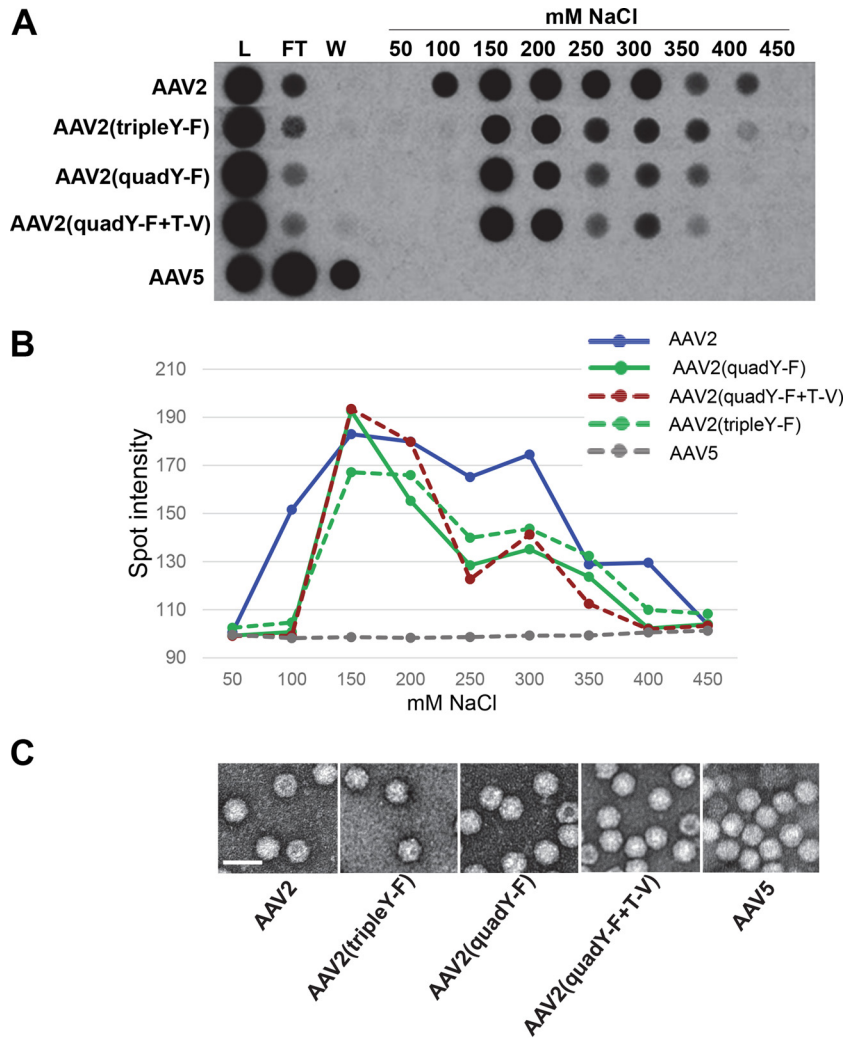 A
mM NaCl
L FT W 50 100 150 200 250 300 350 400 450
AAV2
AAV2(tripleY-F)
AAV2(quadY-F)
AAV2(quadY-F+T-V)
AAV5
B
210
190
170
150
130
110
90
Spot intensity
50 100 150 200 250 300 350 400 450
mM NaCl
AAV2
AAV2(quadY-F)
AAV2(quadY-F+T-V)
AAV2(tripleY-F)
AAV5
C
AAV2
AAV2(tripleY-F)
AAV2(quadY-F)
AAV2(quadY-F+T-V)
AAV5